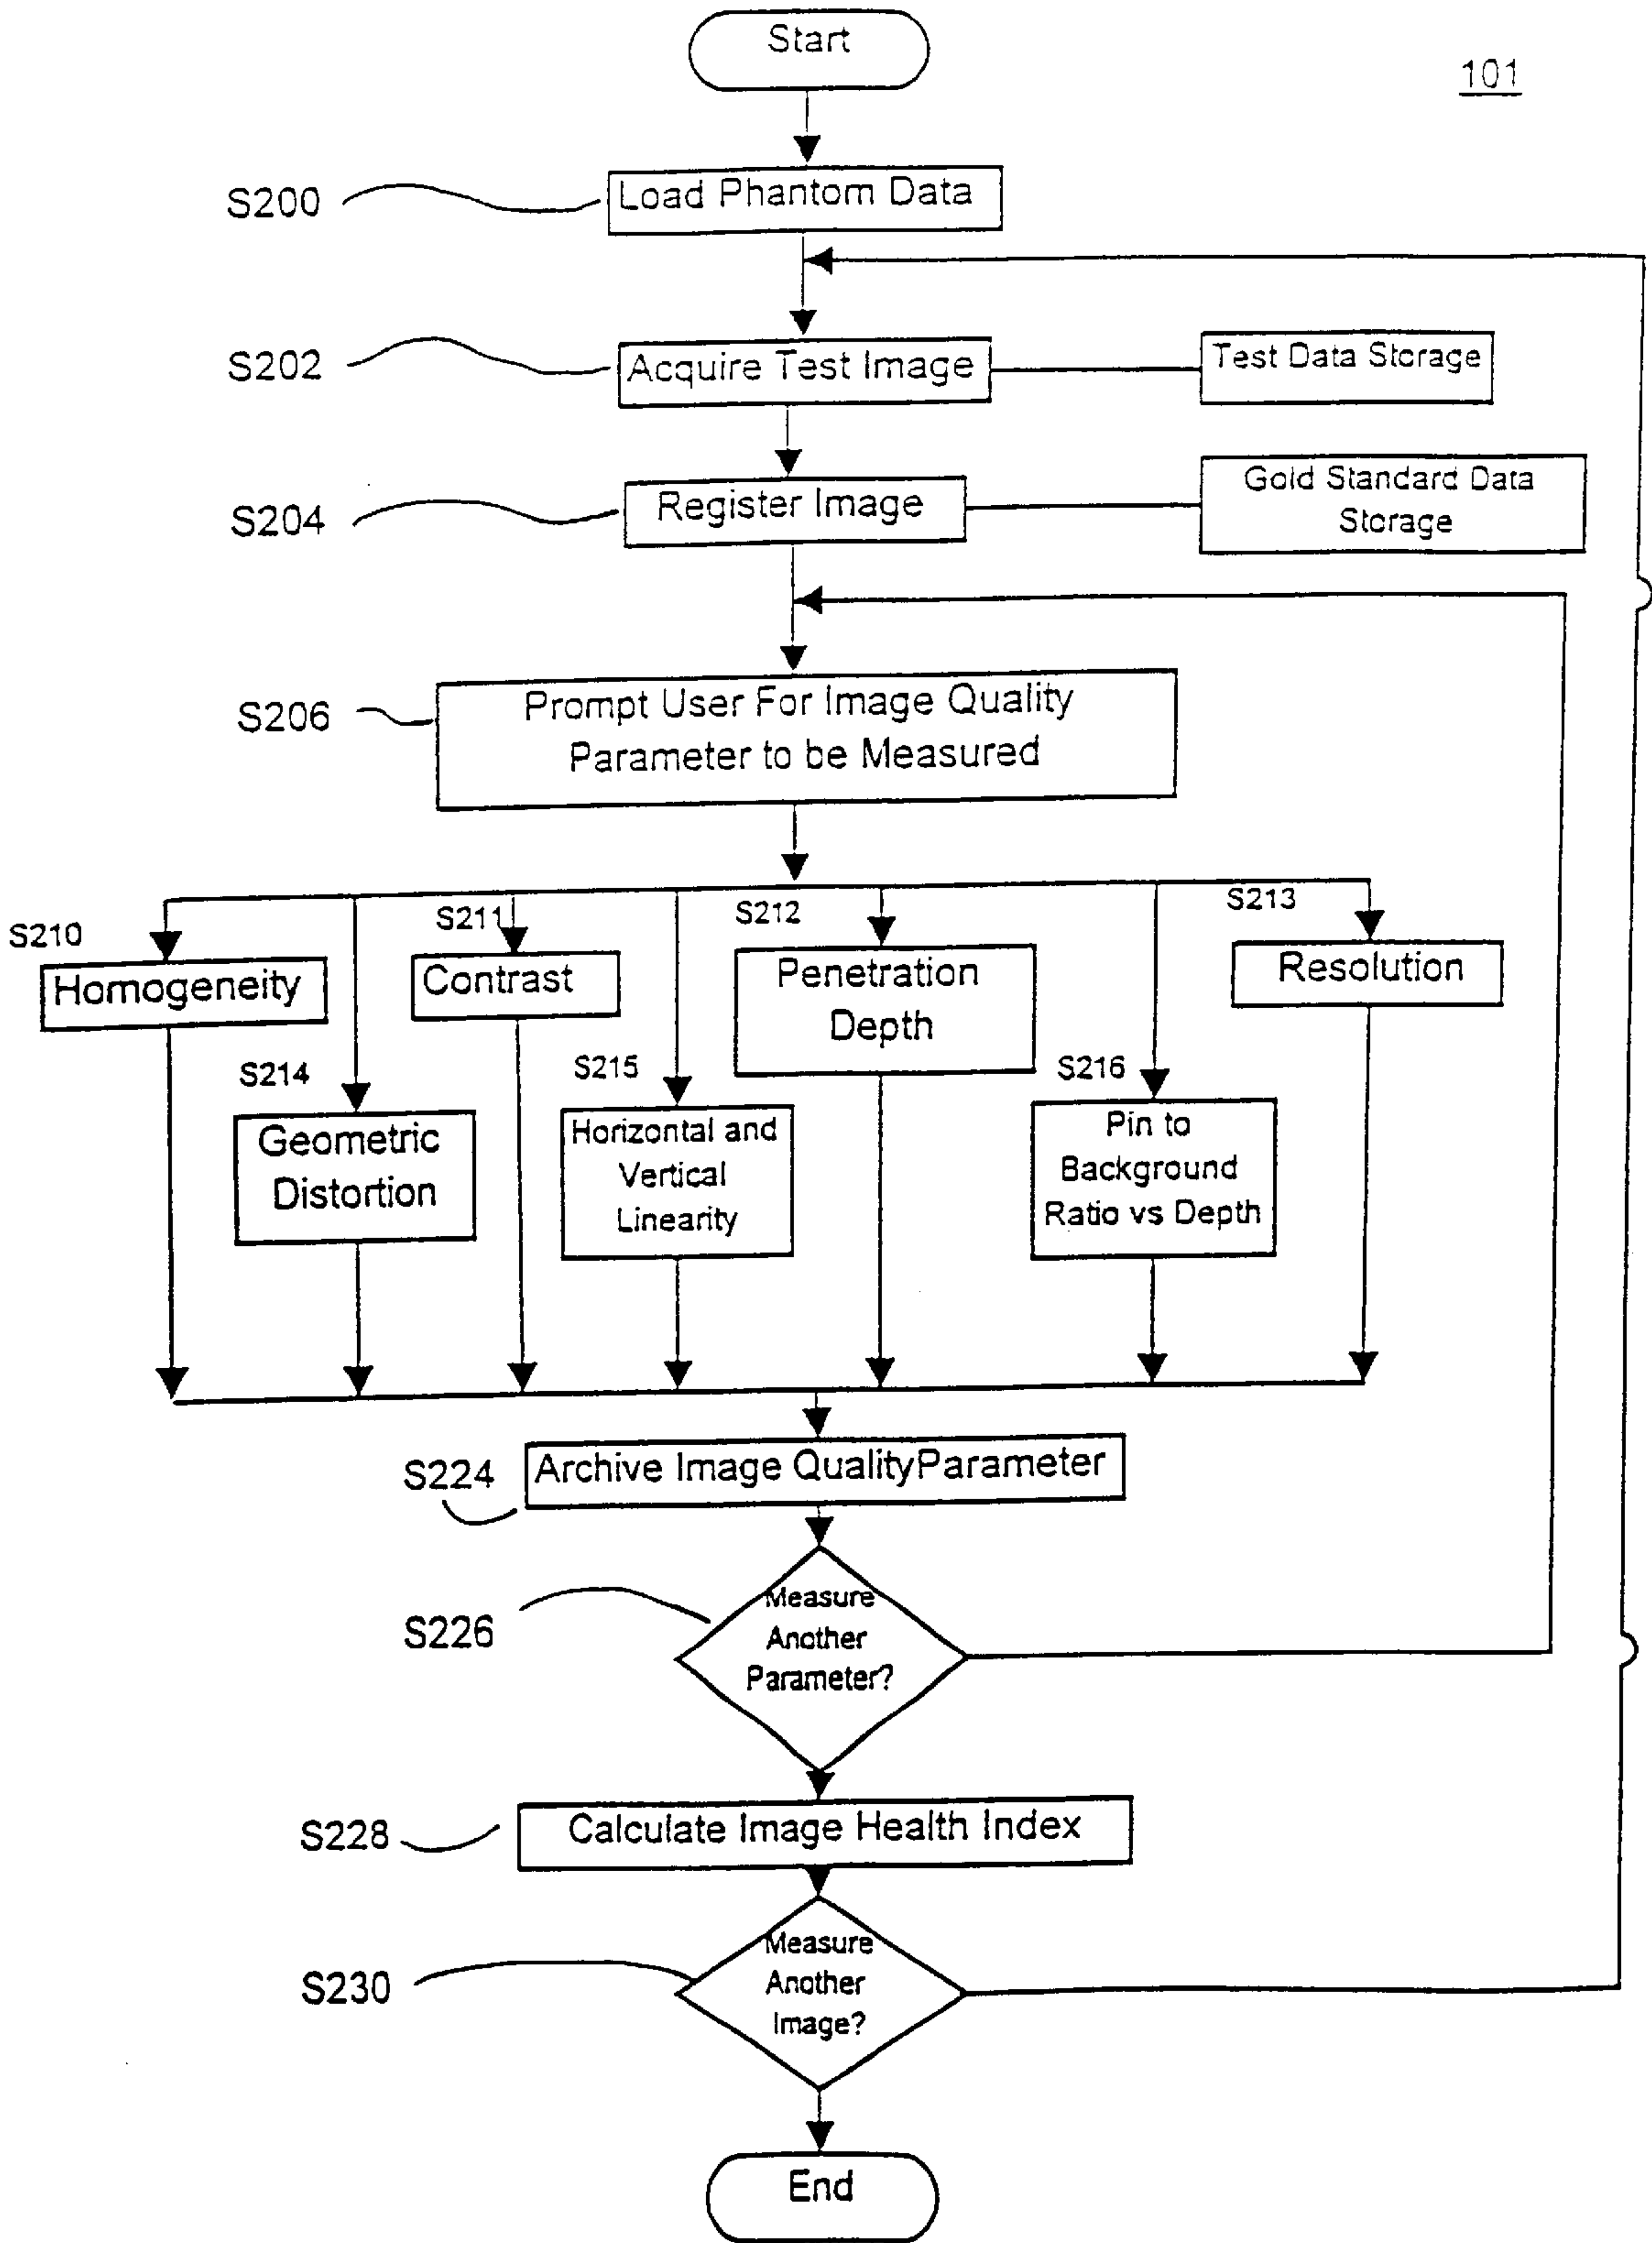 Start
101
S200
Load Phantom Data
S202
Acquire Test Image
Test Data Storage
S204
Register Image
Gold Standard Data
Storage
S206
Prompt User For Image Quality
Parameter to be Measured
S210
Homogeneity
S211
Contrast
S212
Penetration
Depth
S213
Resolution
S214
Geometric
Distortion
S215
Horizontal and
Vertical
Linearity
S216
Pin to
Background
Ratio vs Depth
S224
Archive Image QualityParameter
S226
Measure
Another
Parameter?
S228
Calculate Image Health Index
S230
Measure
Another
Image?
End